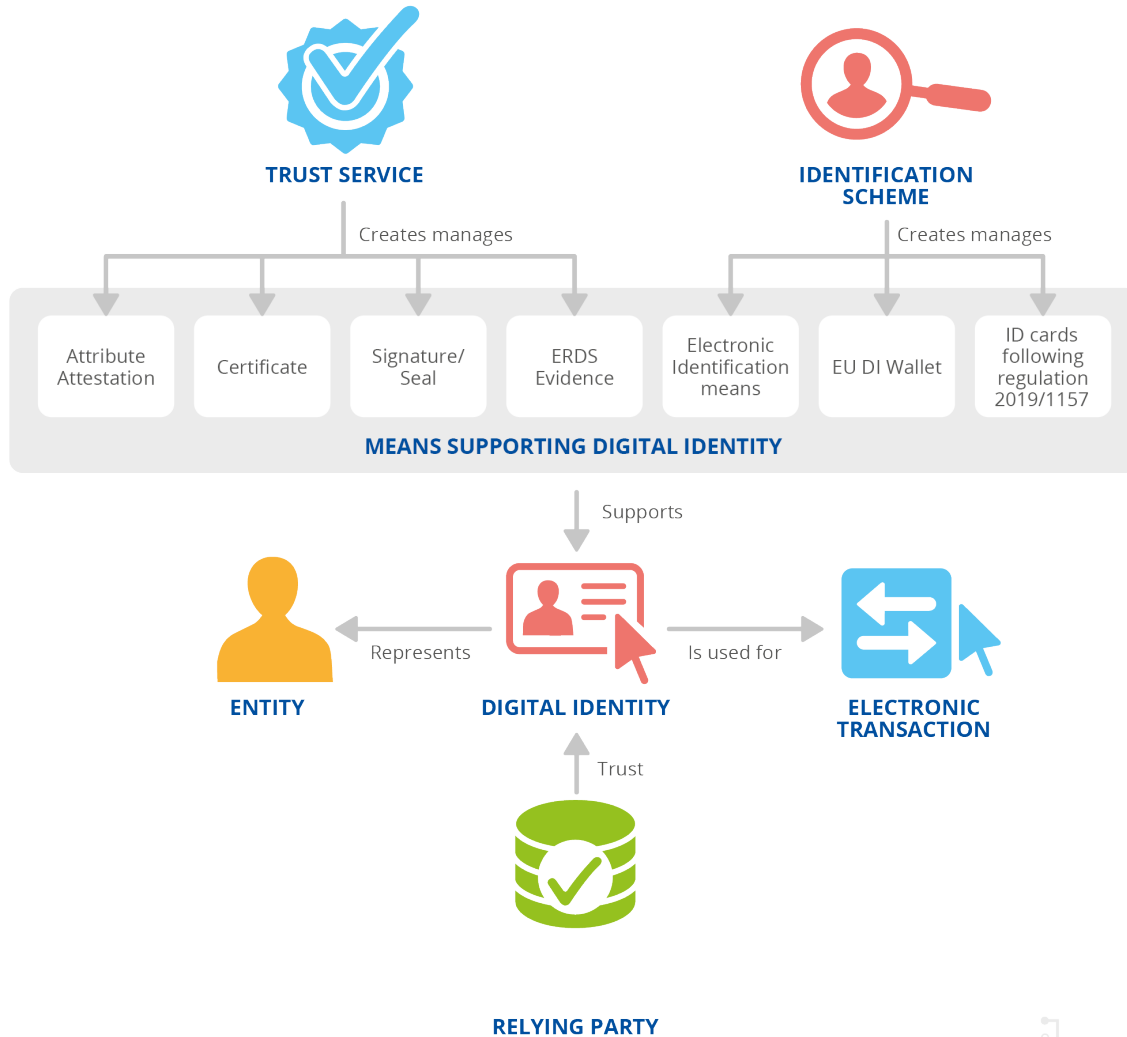 TRUST SERVICE
IDENTIFICATION
SCHEME
Creates manages
Creates manages
Attribute
Attestation
Certificate
Signature/
Seal
ERDS
Evidence
Electronic
Identification
means
EU DI Wallet
ID cards
following
regulation
2019/1157
MEANS SUPPORTING DIGITAL IDENTITY
Supports
Represents
Is used for
ENTITY
DIGITAL IDENTITY
ELECTRONIC
TRANSACTION
Trust
RELYING PARTY